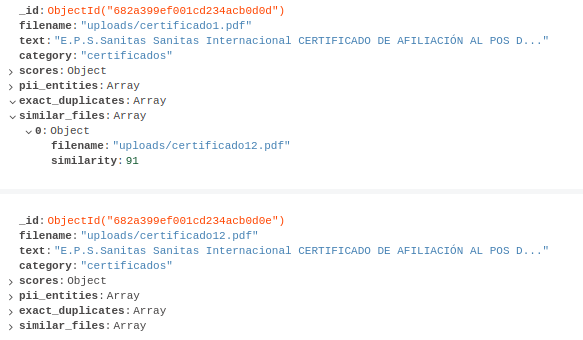 _id: ObjectId("682a399ef001cd234acb0d0d")
filename: "uploads/certificado1.pdf"
text: "E.P.S.Sanitas Sanitas Internacional CERTIFICADO DE AFILIACIÓN AL POS D..."
category: "certificados"
scores: Object
pii_entities: Array
exact_duplicates: Array
similar_files: Array
0: Object
filename: "uploads/certificado12.pdf"
similarity: 91
_id: ObjectId("682a399ef001cd234acb0d0e")
filename: "uploads/certificado12.pdf"
text: "E.P.S.Sanitas Sanitas Internacional CERTIFICADO DE AFILIACIÓN AL POS D..."
category: "certificados"
scores: Object
pii_entities: Array
exact_duplicates: Array
similar_files: Array